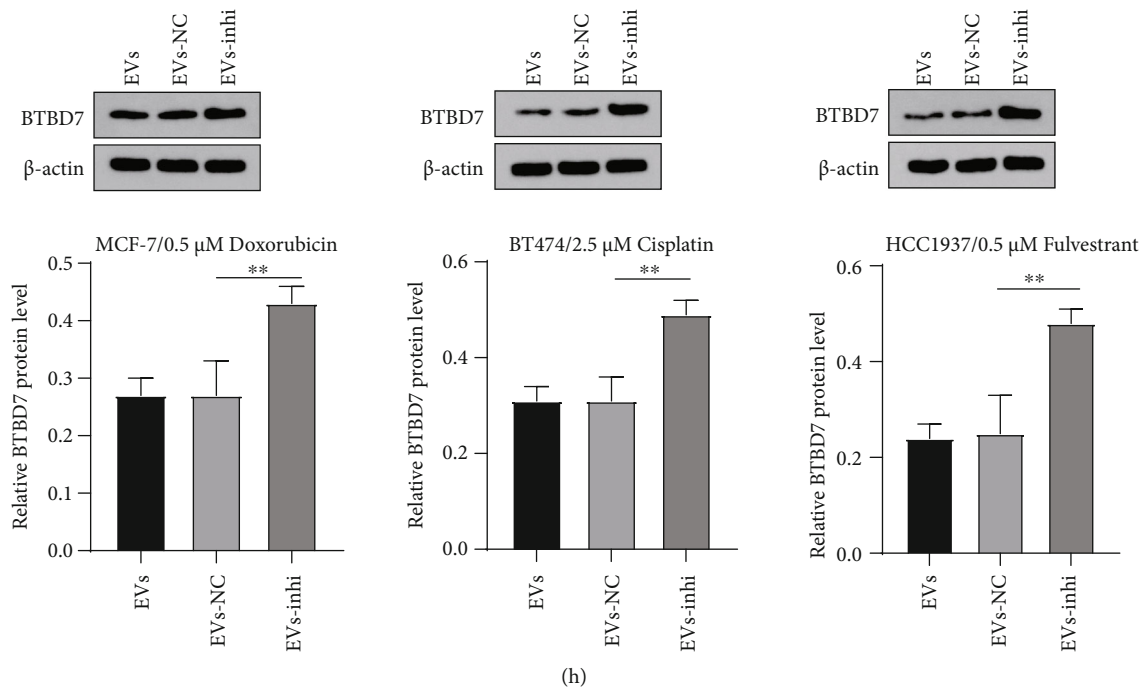 EVs
EVs-NC
EVs-inhi
BTBD7
β-actin
EVs
EVs-NC
EVs-inhi
BTBD7
β-actin
EVs
EVs-NC
EVs-inhi
BTBD7
β-actin
MCF-7/0.5 μM Doxorubicin
0.5
0.4
0.3
0.2
0.1
0.0
Relative BTBD7 protein level
**
EVs
EVs-NC
EVs-inhi
BT474/2.5 μM Cisplatin
0.6
0.4
0.2
0.0
Relative BTBD7 protein level
**
EVs
EVs-NC
EVs-inhi
HCC1937/0.5 μM Fulvestrant
0.6
0.4
0.2
0.0
Relative BTBD7 protein level
**
EVs
EVs-NC
EVs-inhi
(h)